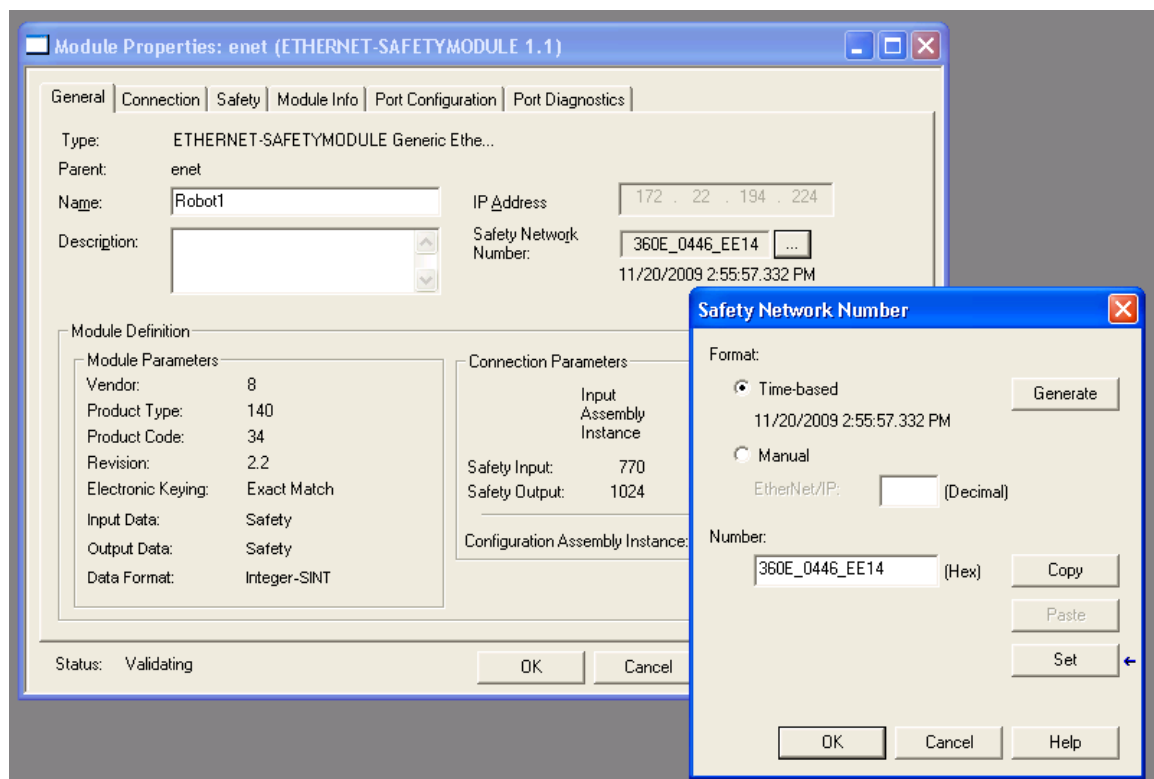 Module Properties: enet (ETHERNET-SAFETYMODULE 1.1)
General Connection Safety Module Info Port Configuration Port Diagnostics
Type: ETHERNET-SAFETYMODULE Generic Ethe...
Parent: enet
Name: Robot1
IP Address 172 . 22 . 194 . 224
Description:
Safety Network
Number: 360E_0446_EE14 ...
11/20/2009 2:55:57.332 PM
Module Definition
Module Parameters
Vendor: 8
Product Type: 140
Product Code: 34
Revision: 2.2
Electronic Keying: Exact Match
Input Data: Safety
Output Data: Safety
Data Format: Integer-SINT
Connection Parameters
Input
Assembly
Instance
Safety Input: 770
Safety Output: 1024
Configuration Assembly Instance:
Status: Validating
OK Cancel
Safety Network Number
Format:
Time-based Generate
11/20/2009 2:55:57.332 PM
Manual
EtherNet/IP: (Decimal)
Number:
360E_0446_EE14 (Hex) Copy
Paste
Set
OK Cancel Help